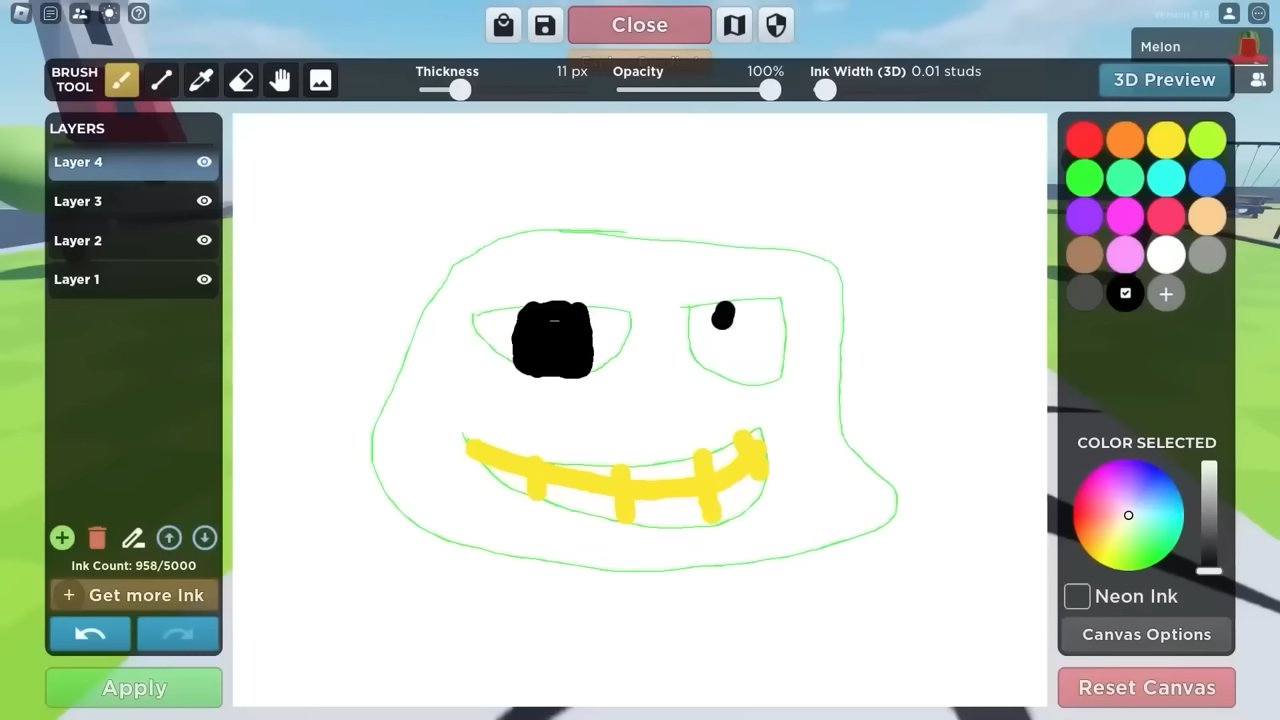 Close
version 518
Melon
BRUSH
TOOL
Thickness 11 px
Opacity 100%
Ink Width (3D) 0.01 studs
3D Preview
LAYERS
Layer 4
Layer 3
Layer 2
Layer 1
Ink Count: 958/5000
+ Get more Ink
Apply
COLOR SELECTED
Neon Ink
Canvas Options
Reset Canvas